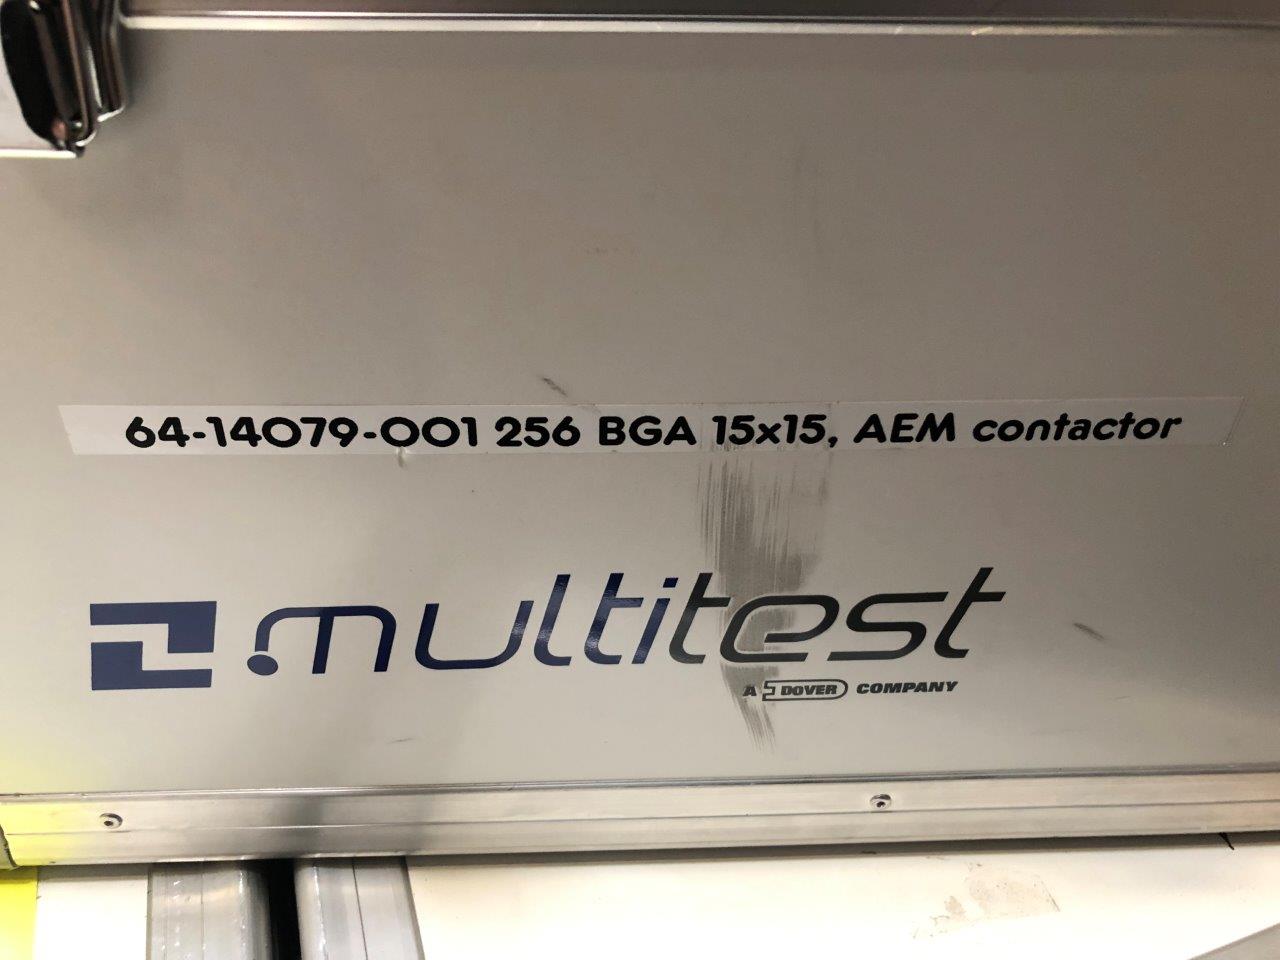 64-14079-001 256 BGA 15x15, AEM contactor
multitest
A DOVER COMPANY